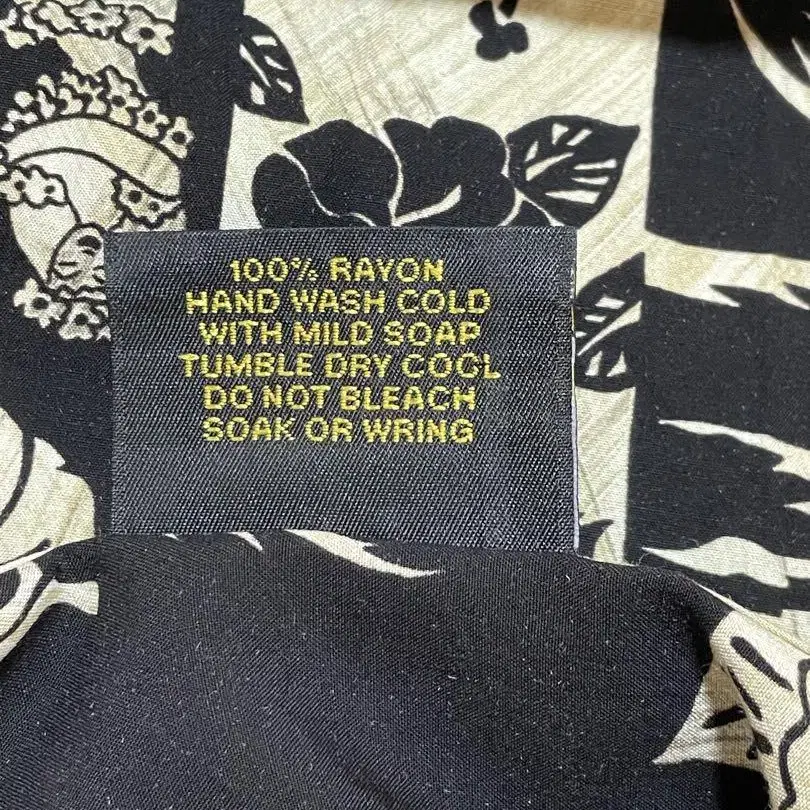 100% RAYON
HAND WASH COLD
WITH MILD SOAP
TUMBLE DRY COOL
DO NOT BLEACH
SOAK OR WRING